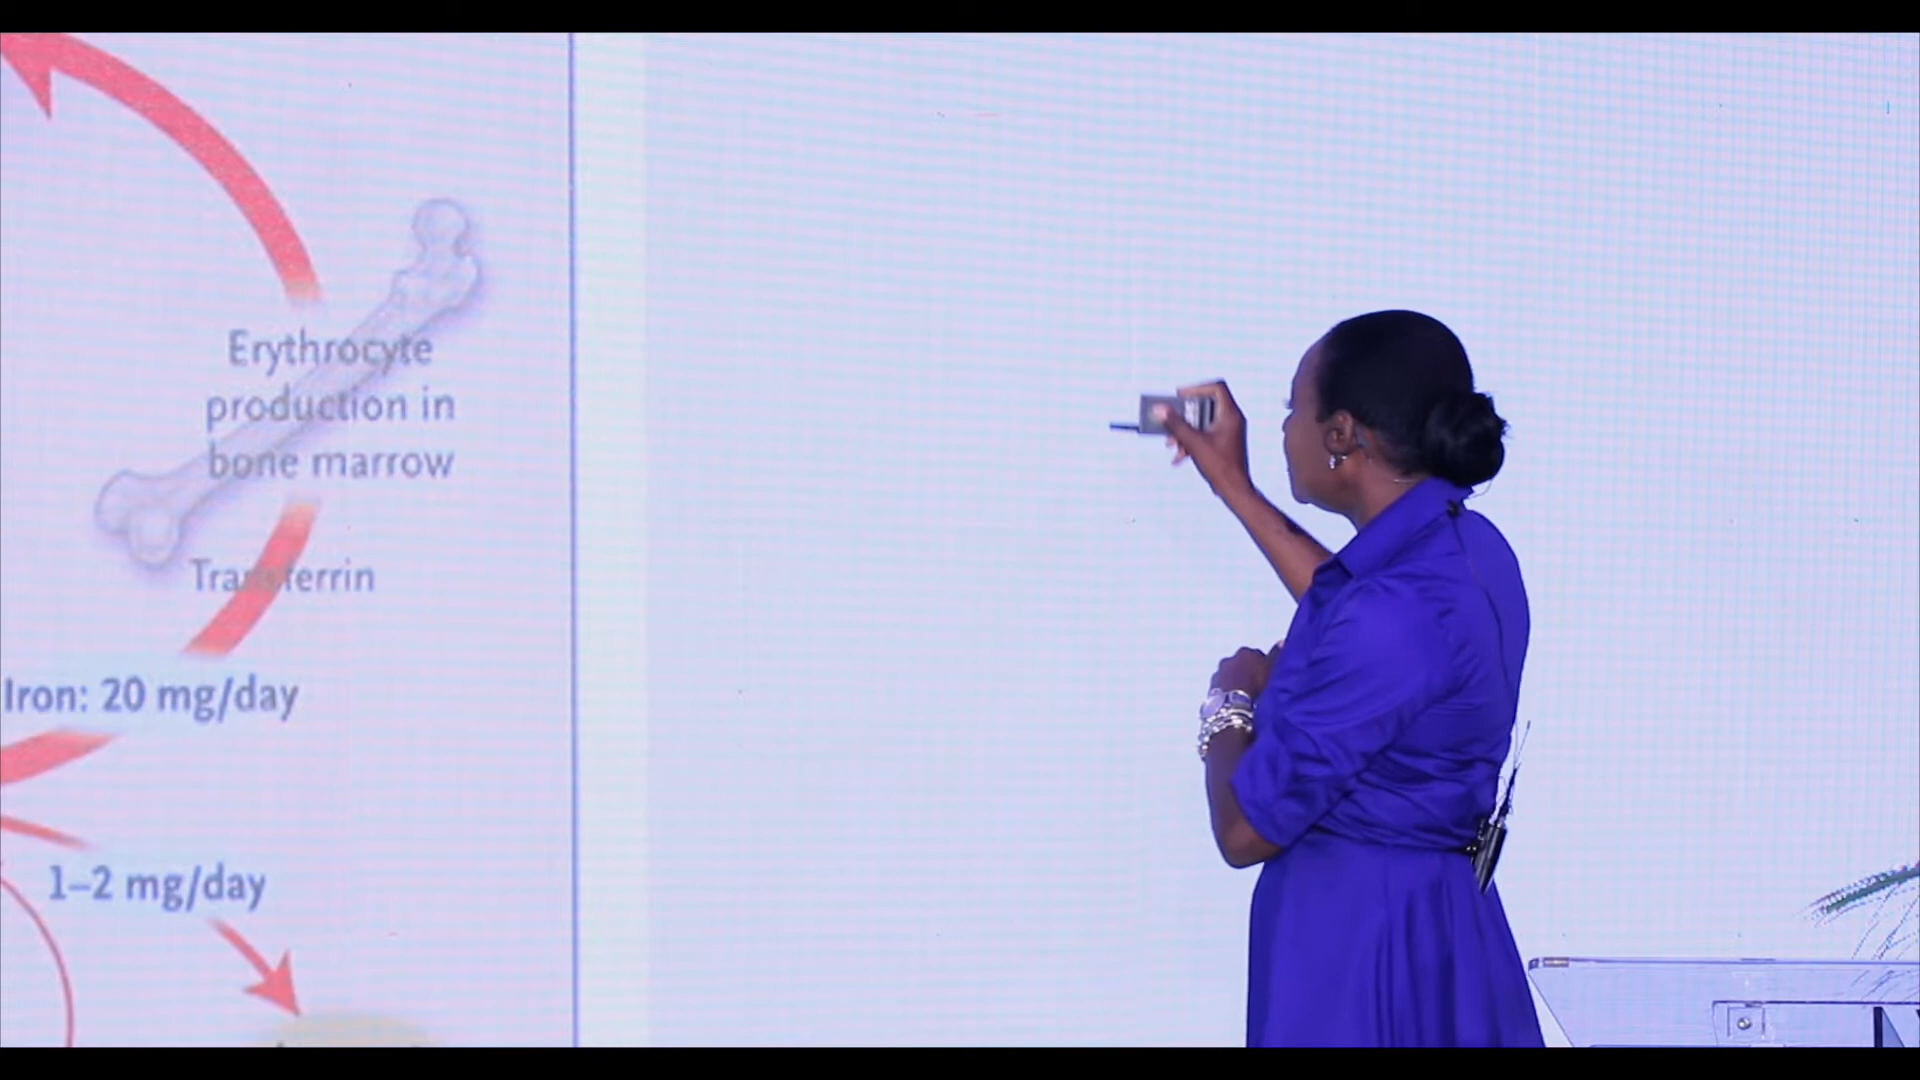 Erythrocyte
production in
bone marrow
Transferrin
Iron: 20 mg/day
1–2 mg/day